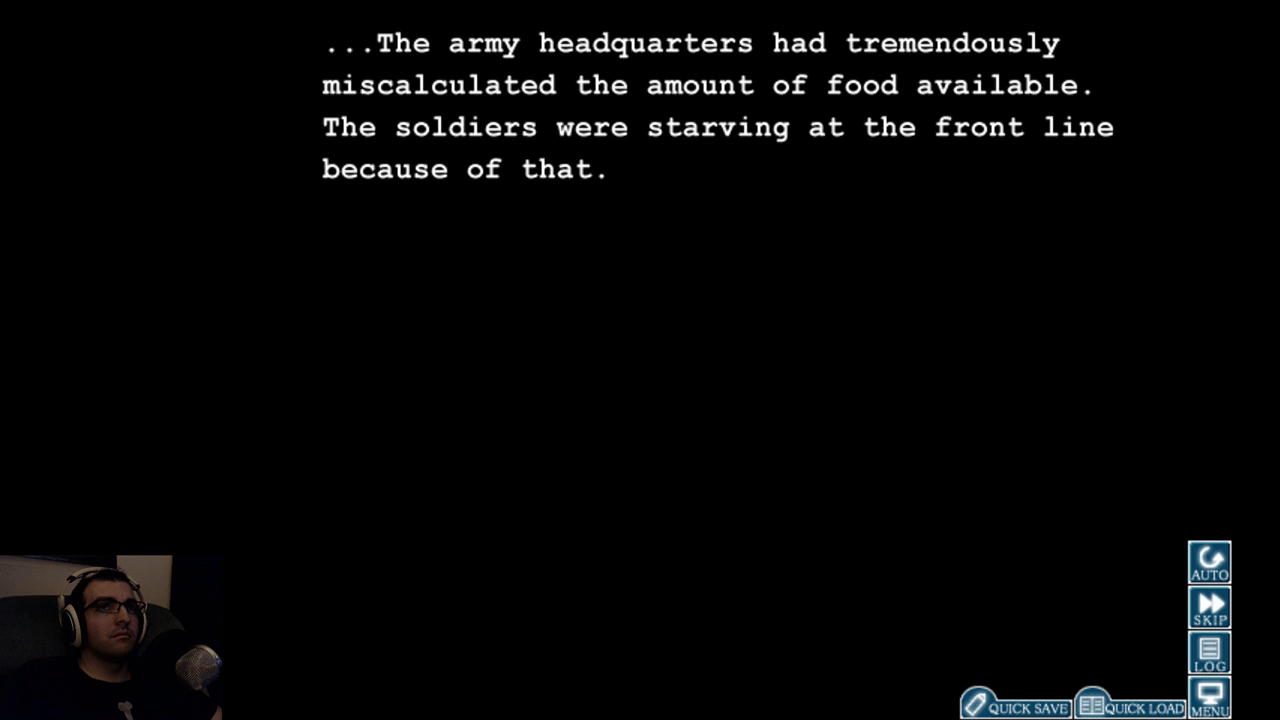 ...The army headquarters had tremendously
miscalculated the amount of food available.
The soldiers were starving at the front line
because of that.
AUTO
SKIP
LOG
QUICK SAVE
QUICK LOAD
MENU